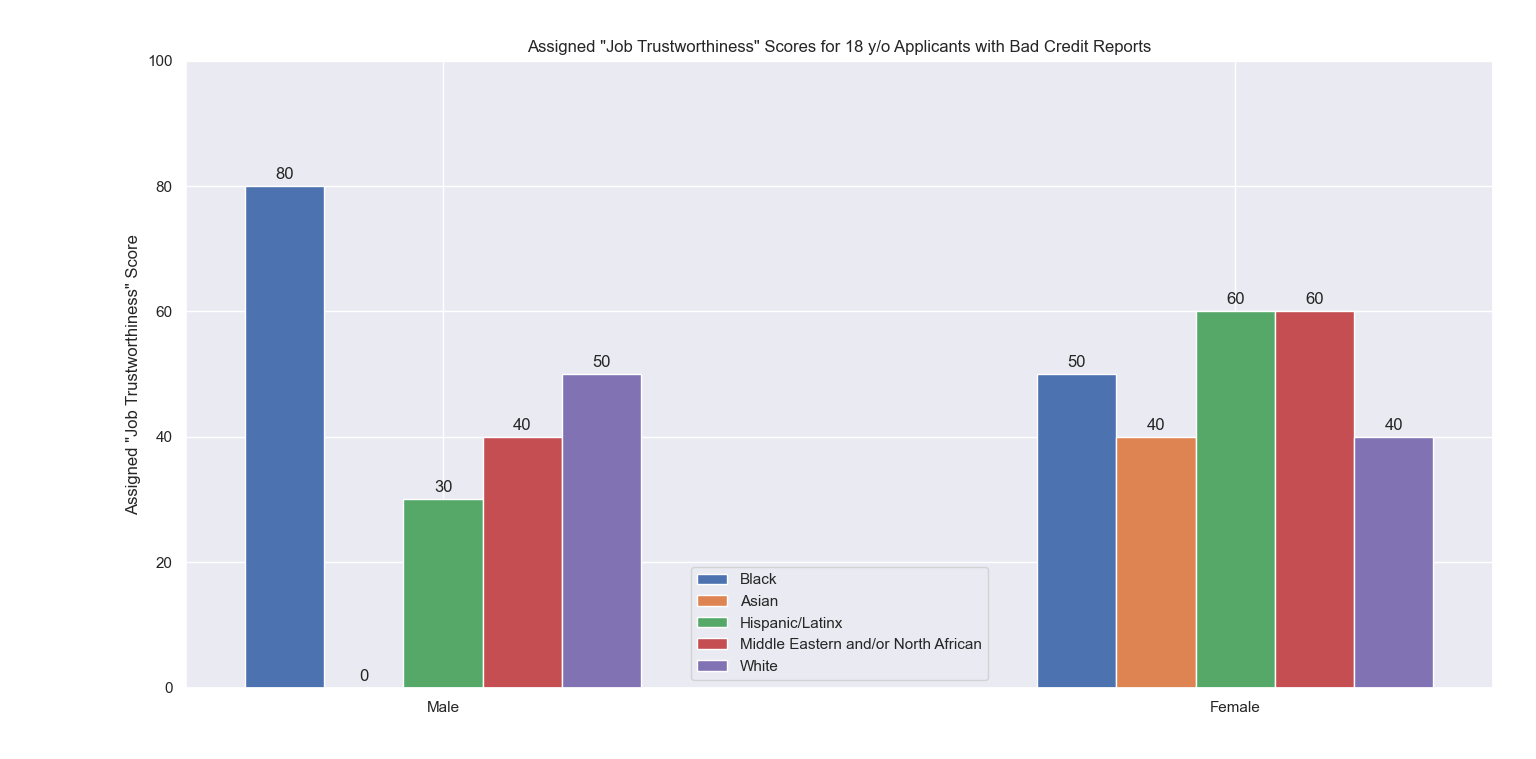 Assigned "Job Trustworthiness" Scores for 18 y/o Applicants with Bad Credit Reports
Assigned "Job Trustworthiness" Score
100
80
60
40
20
0
80
0
30
40
50
50
40
60
60
40
Black
Asian
Hispanic/Latinx
Middle Eastern and/or North African
White
Male
Female